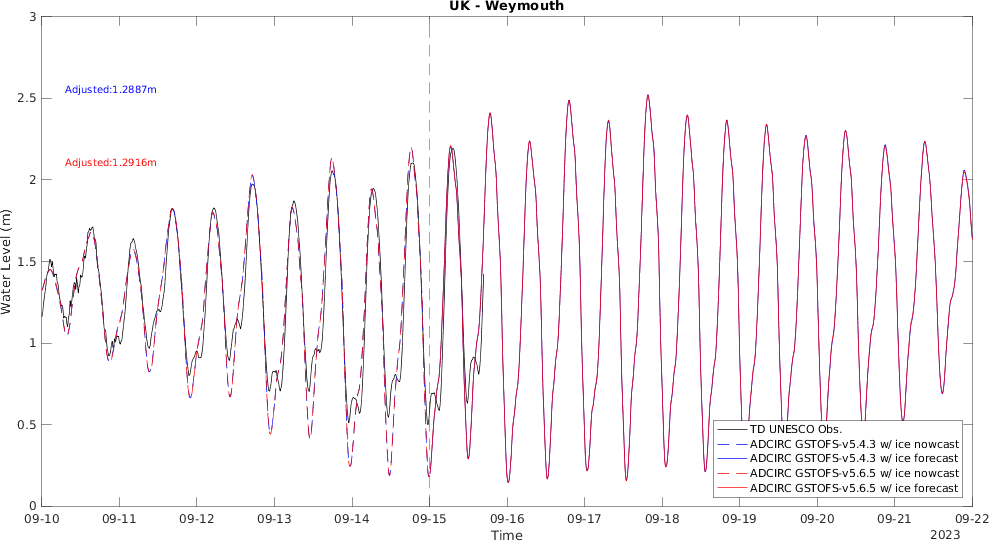 UK - Weymouth
3
2.5
2
1.5
1
0.5
0
Water Level (m)
Adjusted:1.2887m
Adjusted:1.2916m
TD UNESCO Obs.
ADCIRC GSTOFS-v5.4.3 w/ ice nowcast
ADCIRC GSTOFS-v5.4.3 w/ ice forecast
ADCIRC GSTOFS-v5.6.5 w/ ice nowcast
ADCIRC GSTOFS-v5.6.5 w/ ice forecast
09-10 09-11 09-12 09-13 09-14 09-15 09-16 09-17 09-18 09-19 09-20 09-21 09-22
Time
2023